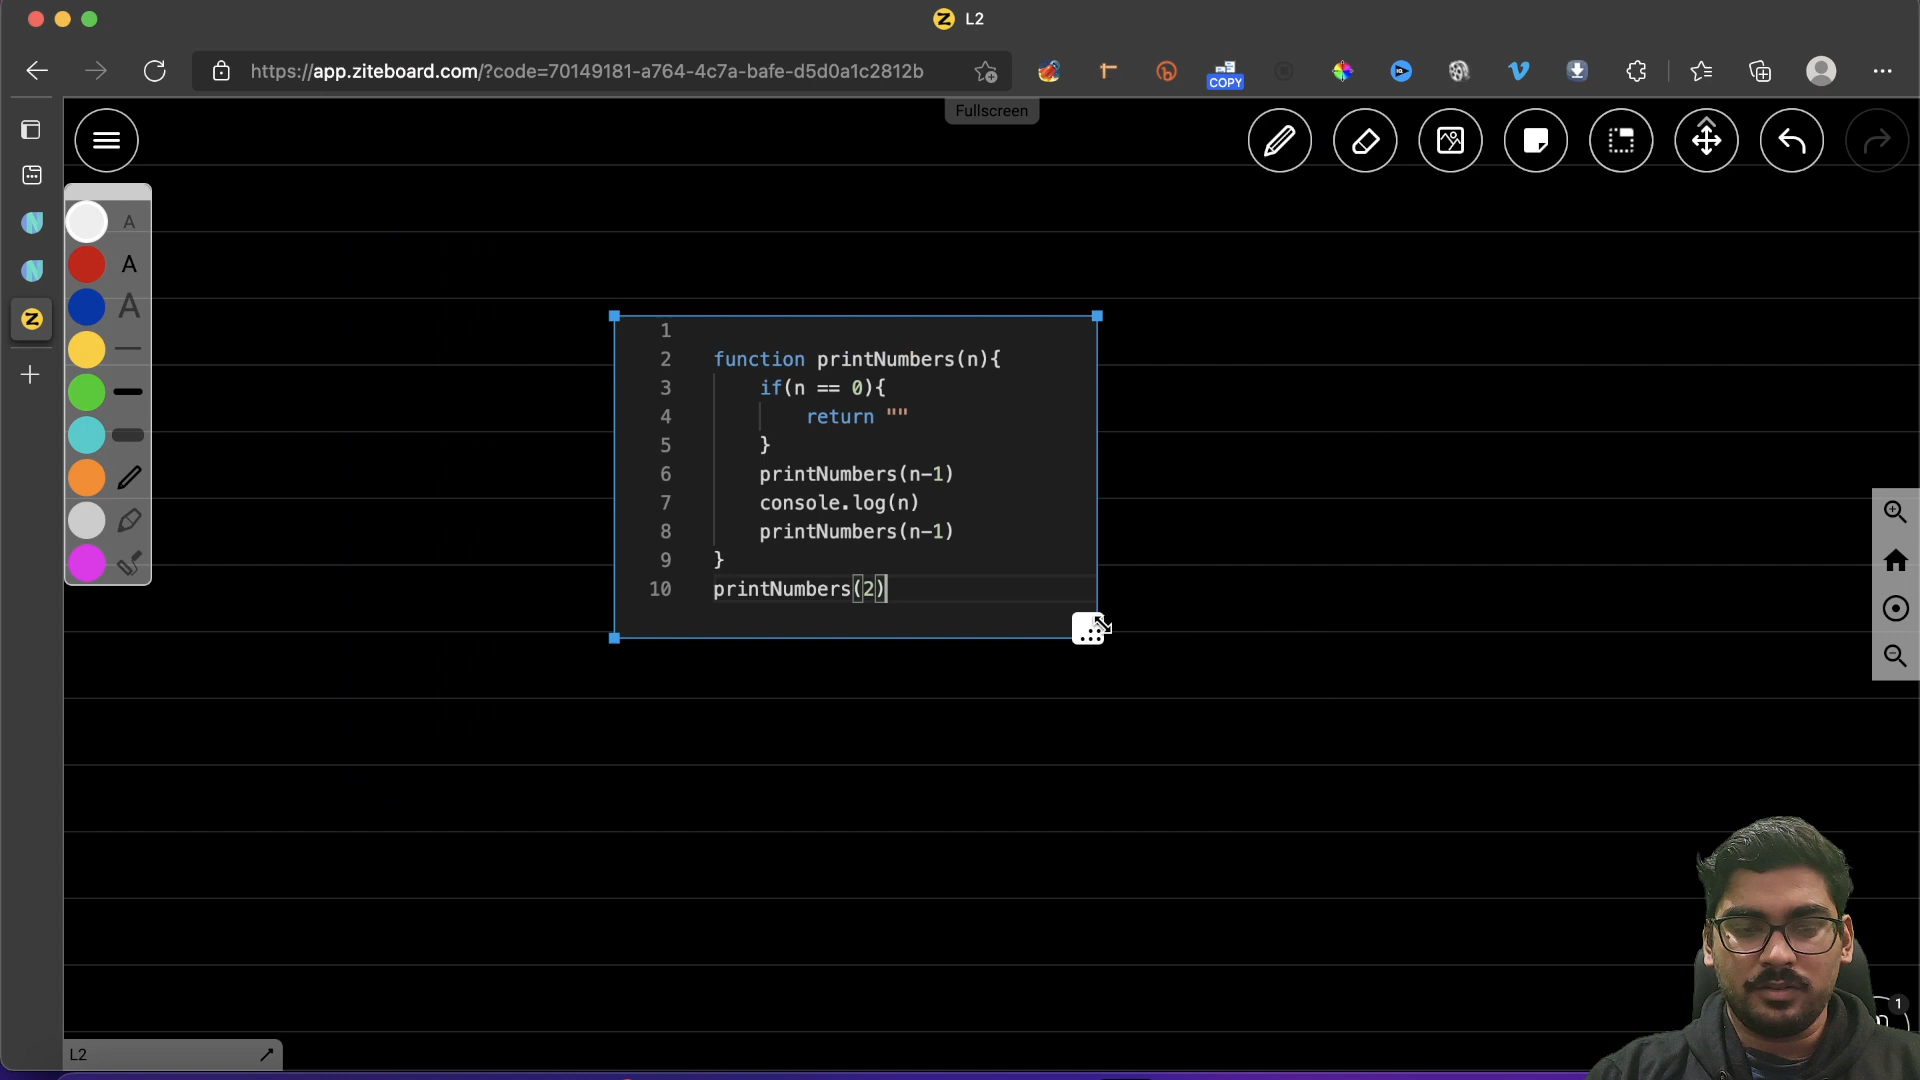 L2
https://app.ziteboard.com/?code=70149181-a764-4c7a-bafe-d5d0a1c2812b
COPY
Fullscreen
A
A
A
1
2 function printNumbers(n){
3 if(n == 0){
4 return ""
5 }
6 printNumbers(n-1)
7 console.log(n)
8 printNumbers(n-1)
9 }
10 printNumbers(2)
1
L2